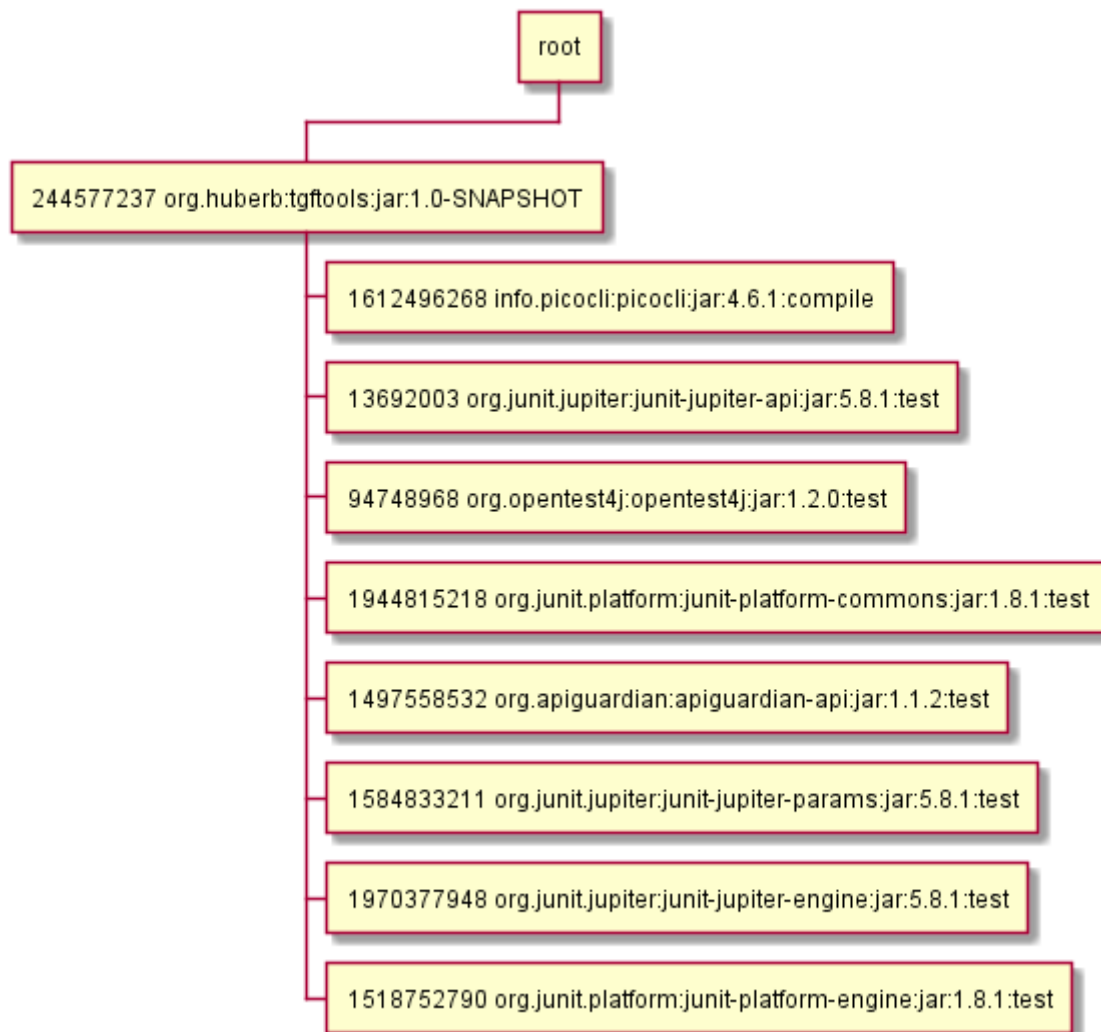 root
244577237 org.huberb:tgftools:jar:1.0-SNAPSHOT
1612496268 info.picocli:picocli:jar:4.6.1:compile
13692003 org.junit.jupiter:junit-jupiter-api:jar:5.8.1:test
94748968 org.opentest4j:opentest4j:jar:1.2.0:test
1944815218 org.junit.platform:junit-platform-commons:jar:1.8.1:test
1497558532 org.apiguardian:apiguardian-api:jar:1.1.2:test
1584833211 org.junit.jupiter:junit-jupiter-params:jar:5.8.1:test
1970377948 org.junit.jupiter:junit-jupiter-engine:jar:5.8.1:test
1518752790 org.junit.platform:junit-platform-engine:jar:1.8.1:test